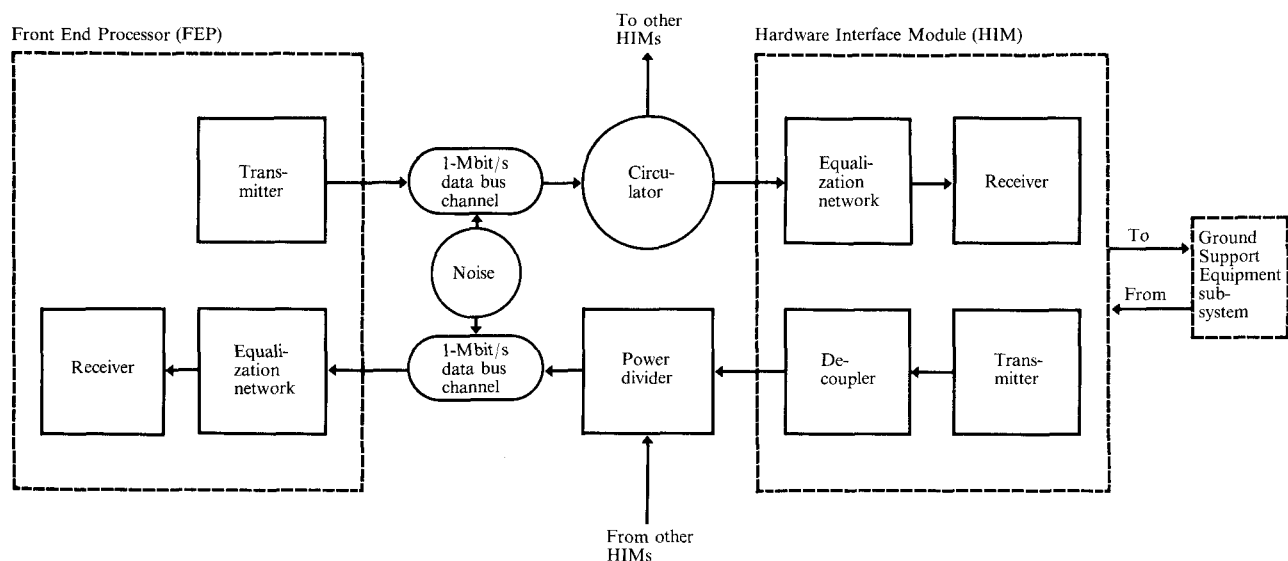 To other
HIMs
Front End Processor (FEP)
Hardware Interface Module (HIM)
Trans-
mitter
1-Mbit/s
data bus
channel
Circu-
lator
Equali-
zation
network
Receiver
Noise
To
From
Ground
Support
Equipment
sub-
system
Receiver
Equali-
zation
network
1-Mbit/s
data bus
channel
Power
divider
De-
coupler
Trans-
mitter
From other
HIMs